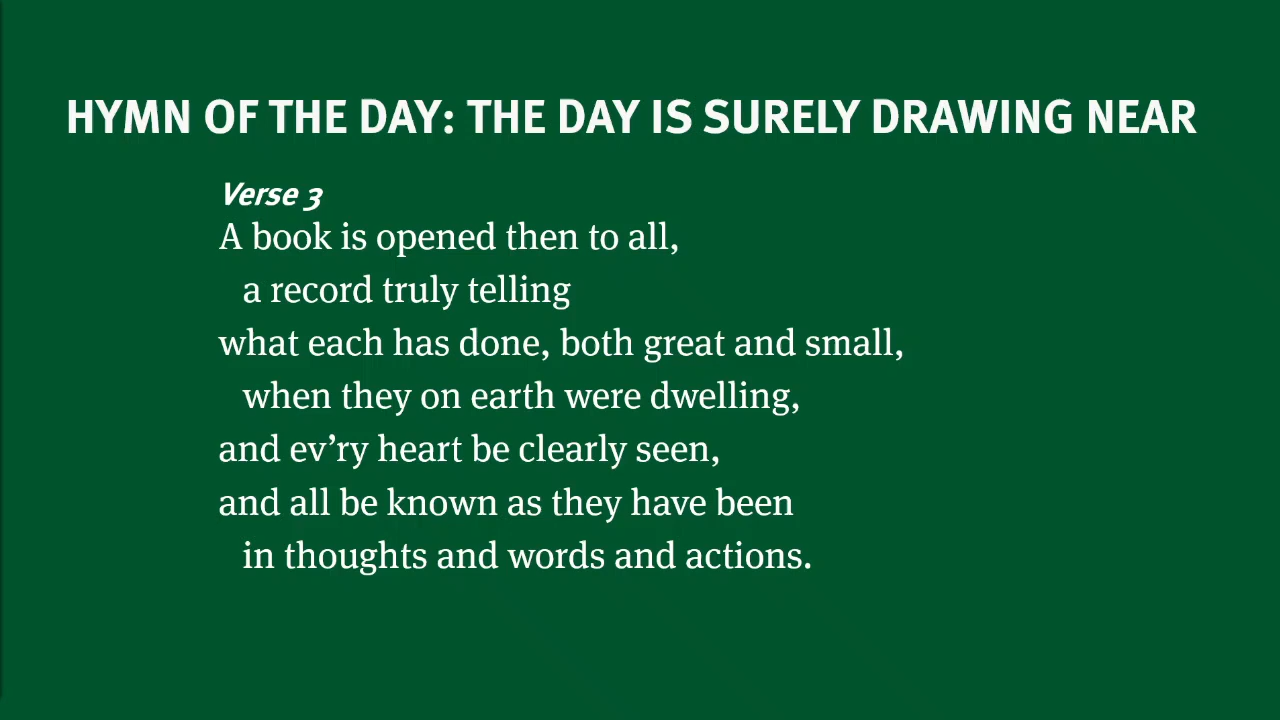 HYMN OF THE DAY: THE DAY IS SURELY DRAWING NEAR
Verse 3
A book is opened then to all,
a record truly telling
what each has done, both great and small,
when they on earth were dwelling,
and ev’ry heart be clearly seen,
and all be known as they have been
in thoughts and words and actions.